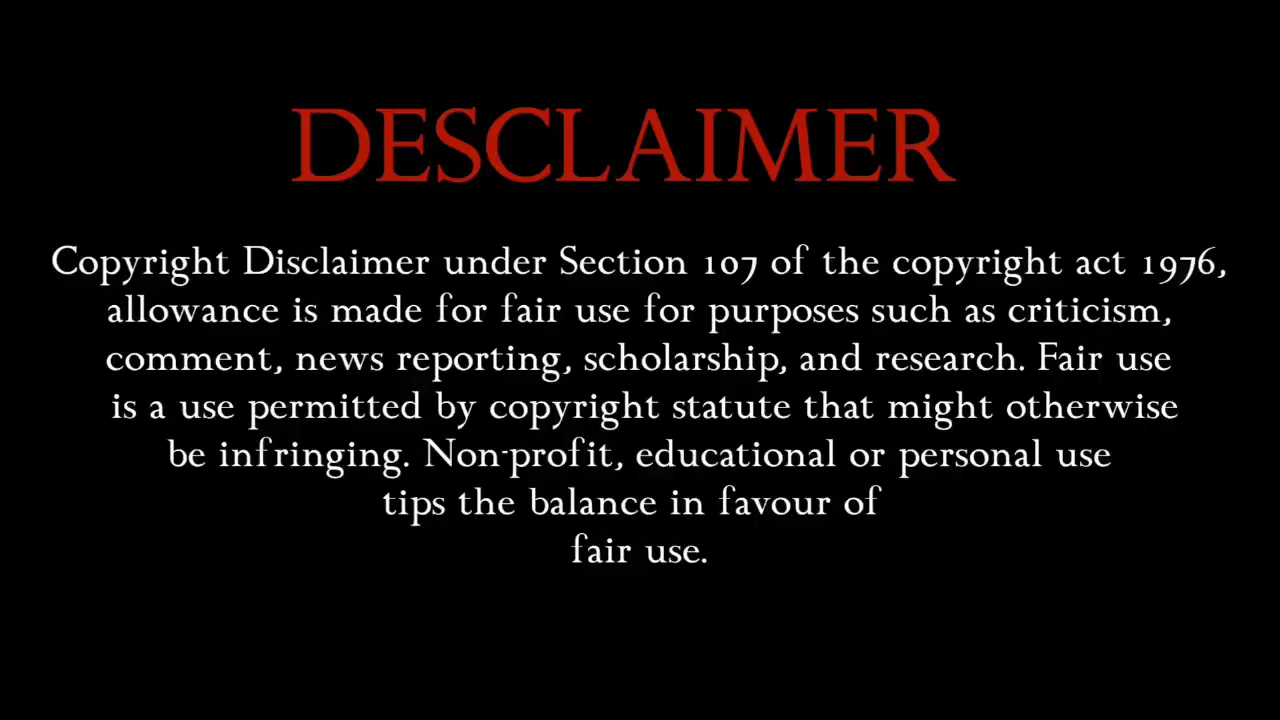 DESCLAIMER
Copyright Disclaimer under Section 107 of the copyright act 1976,
allowance is made for fair use for purposes such as criticism,
comment, news reporting, scholarship, and research. Fair use
is a use permitted by copyright statute that might otherwise
be infringing. Non-profit, educational or personal use
tips the balance in favour of
fair use.